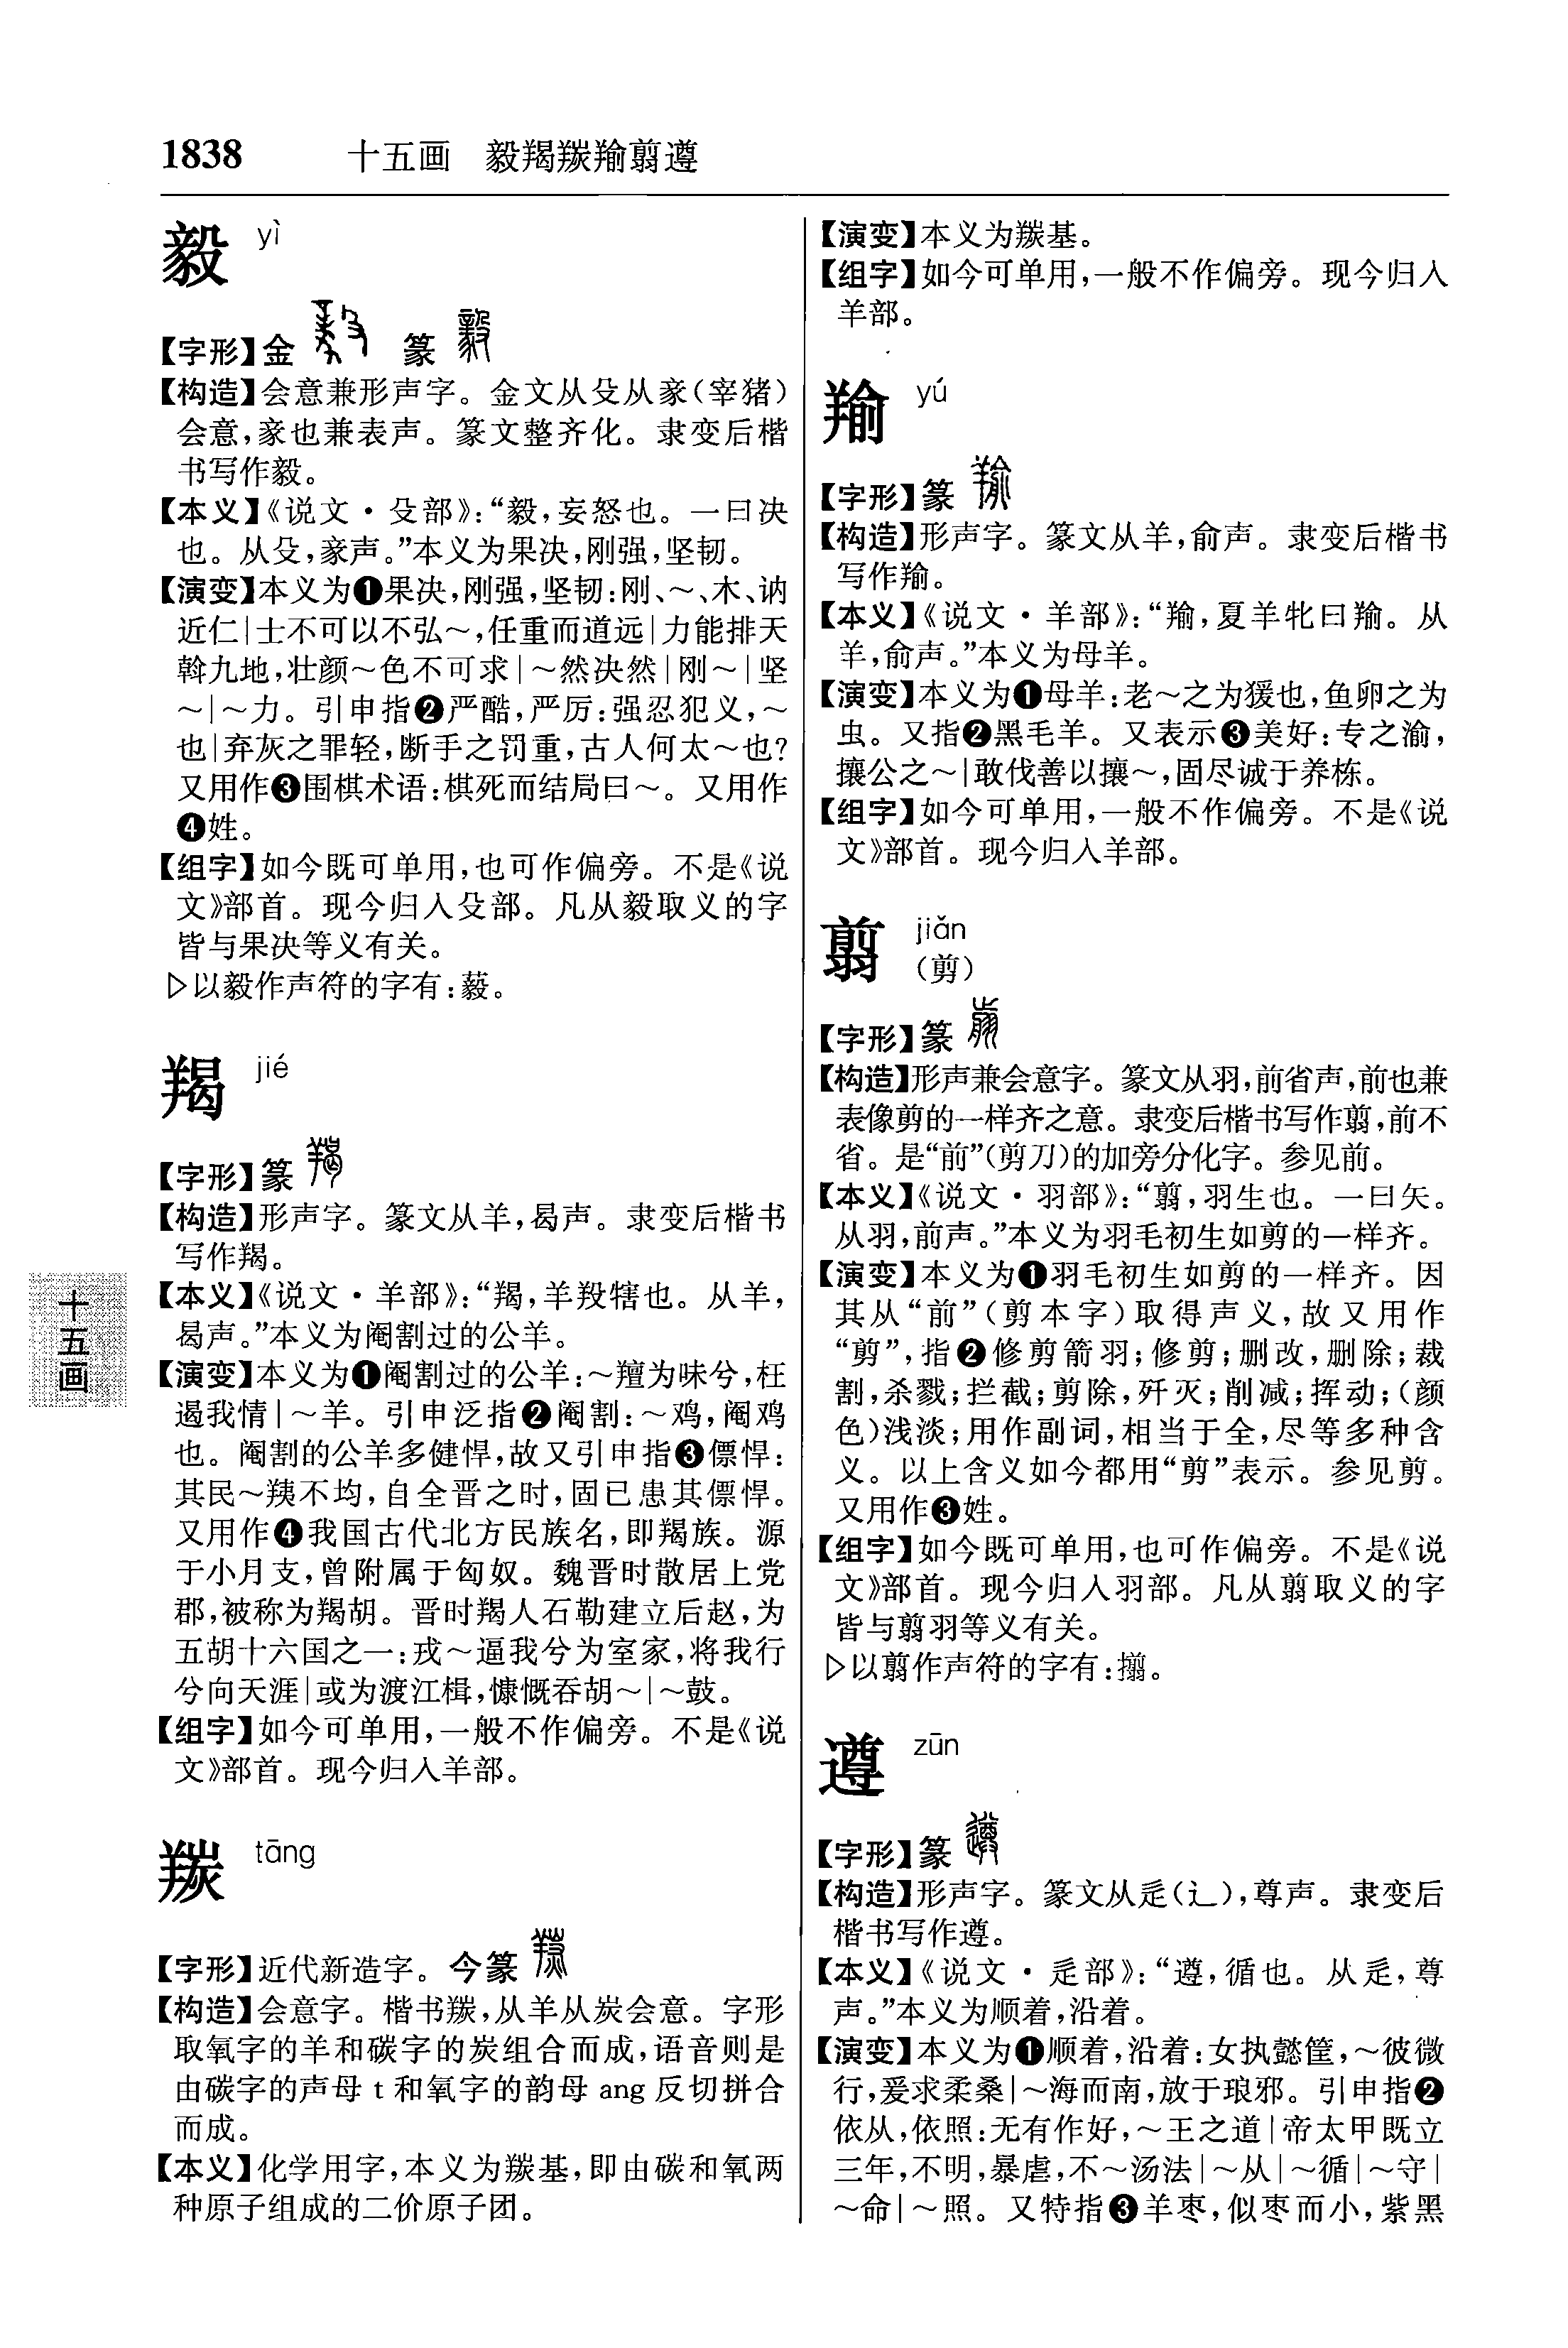 1838 十五画 毅羯羰羭翦遵
毅 yì
【字形】金 篆
【构造】会意兼形声字。金文从殳从豙(宰猪)
会意,豙也兼表声。篆文整齐化。隶变后楷
书写作毅。
【本义】《说文·殳部》:“毅,妄怒也。一曰决
也。从殳,豙声。”本义为果决,刚强,坚韧。
【演变】本义为❶果决,刚强,坚韧:刚、～、木、讷
近仁|士不可以不弘～,任重而道远|力能排天
斡九地,壮颜～色不可求|～然决然|刚～|坚
～|～力。引申指❷严酷,严厉:强忍犯义,～
也|弃灰之罪轻,断手之罚重,古人何太～也?
又用作❸围棋术语:棋死而结局曰～。又用作
❹姓。
【组字】如今既可单用,也可作偏旁。不是《说
文》部首。现今归入殳部。凡从毅取义的字
皆与果决等义有关。
▷以毅作声符的字有:藙。
羯 jié
【字形】篆
【构造】形声字。篆文从羊,曷声。隶变后楷书
写作羯。
【本义】《说文·羊部》:“羯,羊羖犗也。从羊,
曷声。”本义为阉割过的公羊。
【演变】本义为❶阉割过的公羊:～羶为味兮,枉
遏我情|～羊。引申泛指❷阉割:～鸡,阉鸡
也。阉割的公羊多健悍,故又引申指❸僄悍:
其民～羠不均,自全晋之时,固已患其僄悍。
又用作❹我国古代北方民族名,即羯族。源
于小月支,曾附属于匈奴。魏晋时散居上党
郡,被称为羯胡。晋时羯人石勒建立后赵,为
五胡十六国之一:戎～逼我兮为室家,将我行
兮向天涯|或为渡江楫,慷慨吞胡～|～鼓。
【组字】如今可单用,一般不作偏旁。不是《说
文》部首。现今归入羊部。
羰 tāng
【字形】近代新造字。今篆
【构造】会意字。楷书羰,从羊从炭会意。字形
取氧字的羊和碳字的炭组合而成,语音则是
由碳字的声母 t 和氧字的韵母 ang 反切拼合
而成。
【本义】化学用字,本义为羰基,即由碳和氧两
种原子组成的二价原子团。
【演变】本义为羰基。
【组字】如今可单用,一般不作偏旁。现今归入
羊部。
羭 yú
【字形】篆
【构造】形声字。篆文从羊,俞声。隶变后楷书
写作羭。
【本义】《说文·羊部》:“羭,夏羊牝曰羭。从
羊,俞声。”本义为母羊。
【演变】本义为❶母羊:老～之为猨也,鱼卵之为
虫。又指❷黑毛羊。又表示❸美好:专之渝,
攘公之～|敢伐善以攘～,固尽诚于养栋。
【组字】如今可单用,一般不作偏旁。不是《说
文》部首。现今归入羊部。
翦 jiǎn
(剪)
【字形】篆
【构造】形声兼会意字。篆文从羽,前省声,前也兼
表像剪的一样齐之意。隶变后楷书写作翦,前不
省。是“前”(剪刀)的加旁分化字。参见前。
【本义】《说文·羽部》:“翦,羽生也。一曰矢。
从羽,前声。”本义为羽毛初生如剪的一样齐。
【演变】本义为❶羽毛初生如剪的一样齐。因
其从“前”(剪本字)取得声义,故又用作
“剪”,指❷修剪箭羽;修剪;删改,删除;裁
割,杀戮;拦截;剪除,歼灭;削减;挥动;(颜
色)浅淡;用作副词,相当于全,尽等多种含
义。以上含义如今都用“剪”表示。参见剪。
又用作❸姓。
【组字】如今既可单用,也可作偏旁。不是《说
文》部首。现今归入羽部。凡从翦取义的字
皆与翦羽等义有关。
▷以翦作声符的字有:擶。
遵 zūn
【字形】篆
【构造】形声字。篆文从辵(辶),尊声。隶变后
楷书写作遵。
【本义】《说文·辵部》:“遵,循也。从辵,尊
声。”本义为顺着,沿着。
【演变】本义为❶顺着,沿着:女执懿筐,～彼微
行,爰求柔桑|～海而南,放于琅邪。引申指❷
依从,依照:无有作好,～王之道|帝太甲既立
三年,不明,暴虐,不～汤法|～从|～循|～守|
～命|～照。又特指❸羊枣,似枣而小,紫黑
十五画